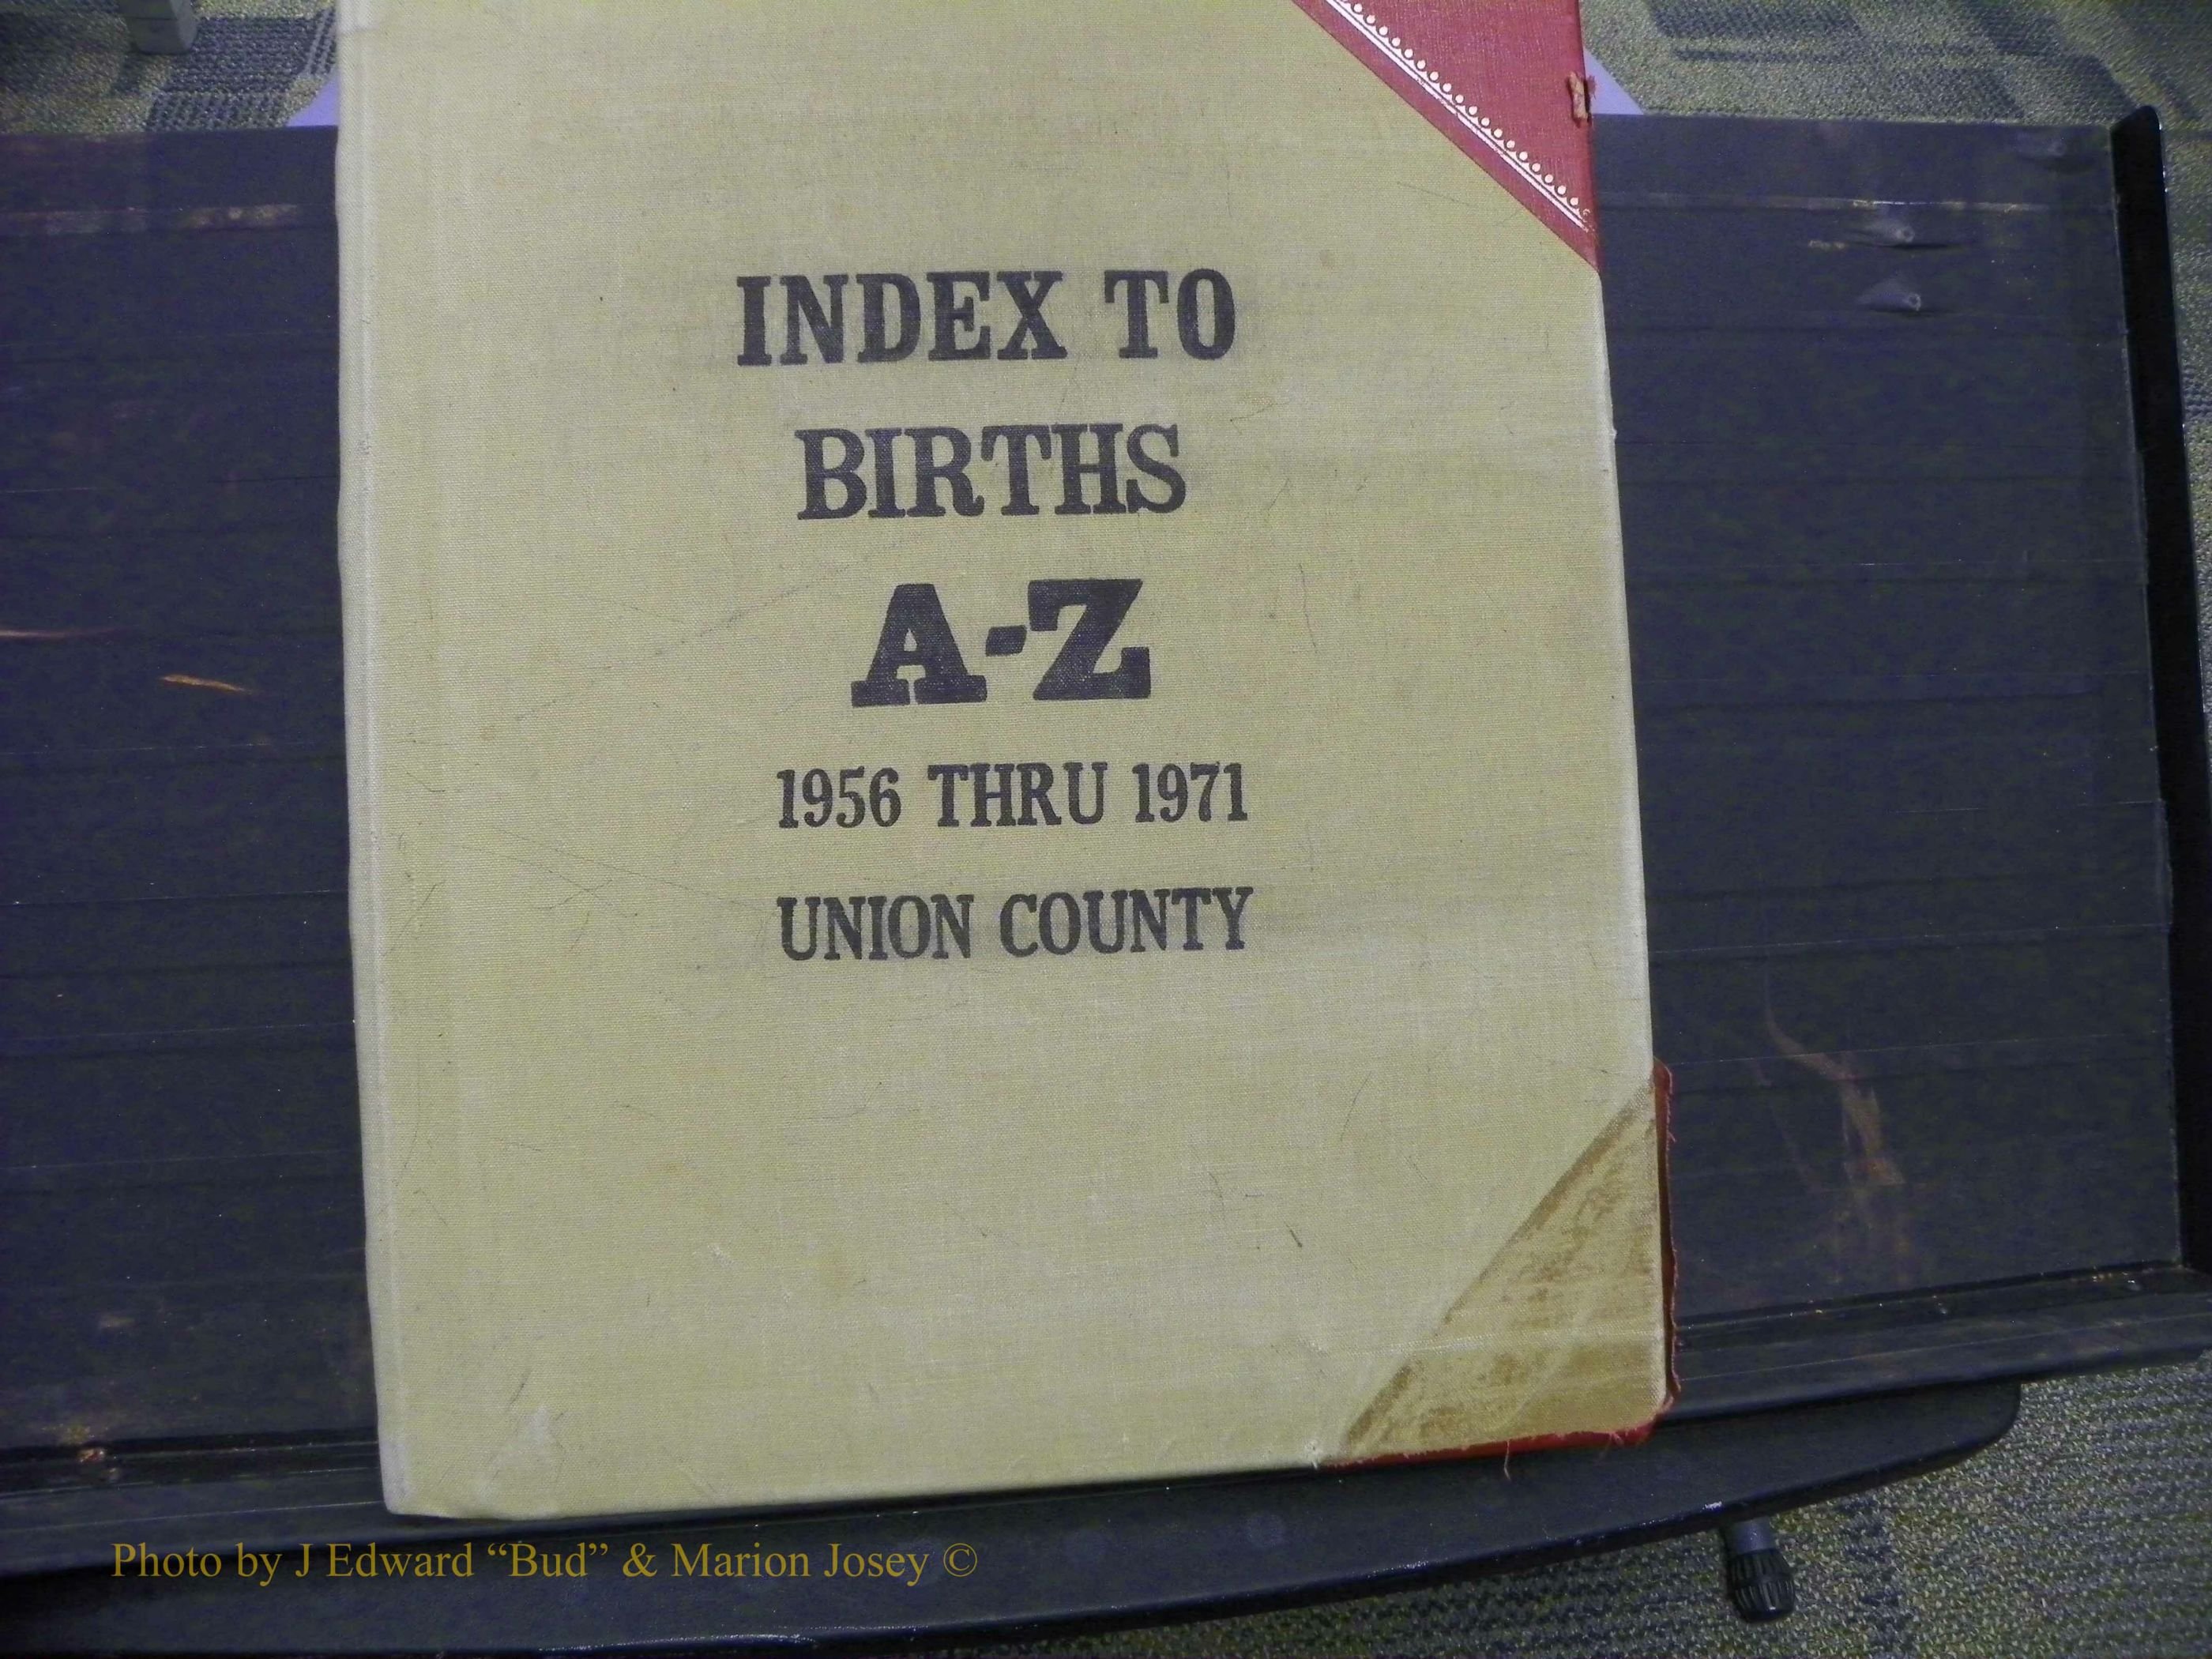 INDEX TO
BIRTHS
A-Z
1956 THRU 1971
UNION COUNTY
Photo by J Edward “Bud” & Marion Josey ©